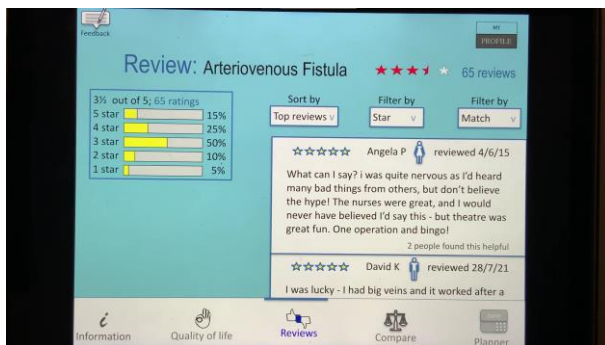 Feedback
MY
PROFILE
Review: Arteriovenous Fistula
65 reviews
3½ out of 5; 65 ratings
5 star 15%
4 star 25%
3 star 50%
2 star 10%
1 star 5%
Sort by
Top reviews v
Filter by
Star v
Filter by
Match v
Angela P reviewed 4/6/15
What can I say? i was quite nervous as I'd heard
many bad things from others, but don't believe
the hype! The nurses were great, and I would
never have believed I'd say this - but theatre was
great fun. One operation and bingo!
2 people found this helpful
David K reviewed 28/7/21
I was lucky - I had big veins and it worked after a
i
Information
Quality of life
Reviews
Compare
Planner